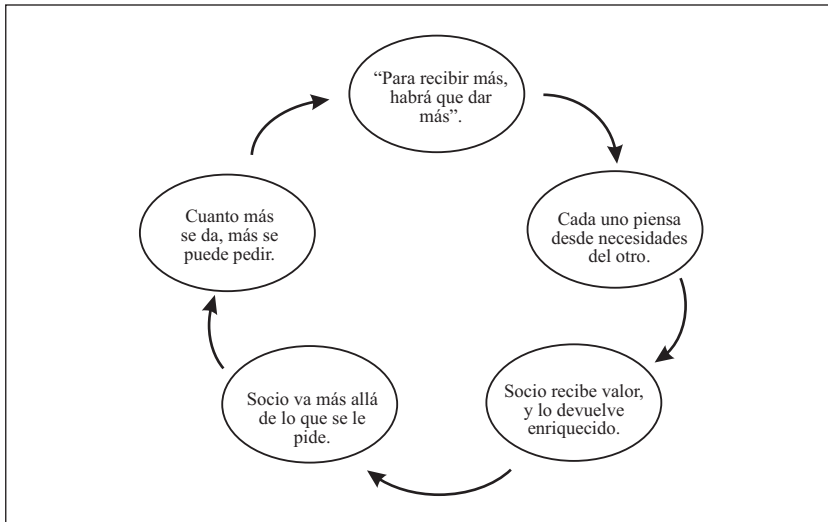 “Para recibir más,
habrá que dar
más”.
Cada uno piensa
desde necesidades
del otro.
Socio recibe valor,
y lo devuelve
enriquecido.
Socio va más allá
de lo que se le
pide.
Cuanto más
se da, más se
puede pedir.